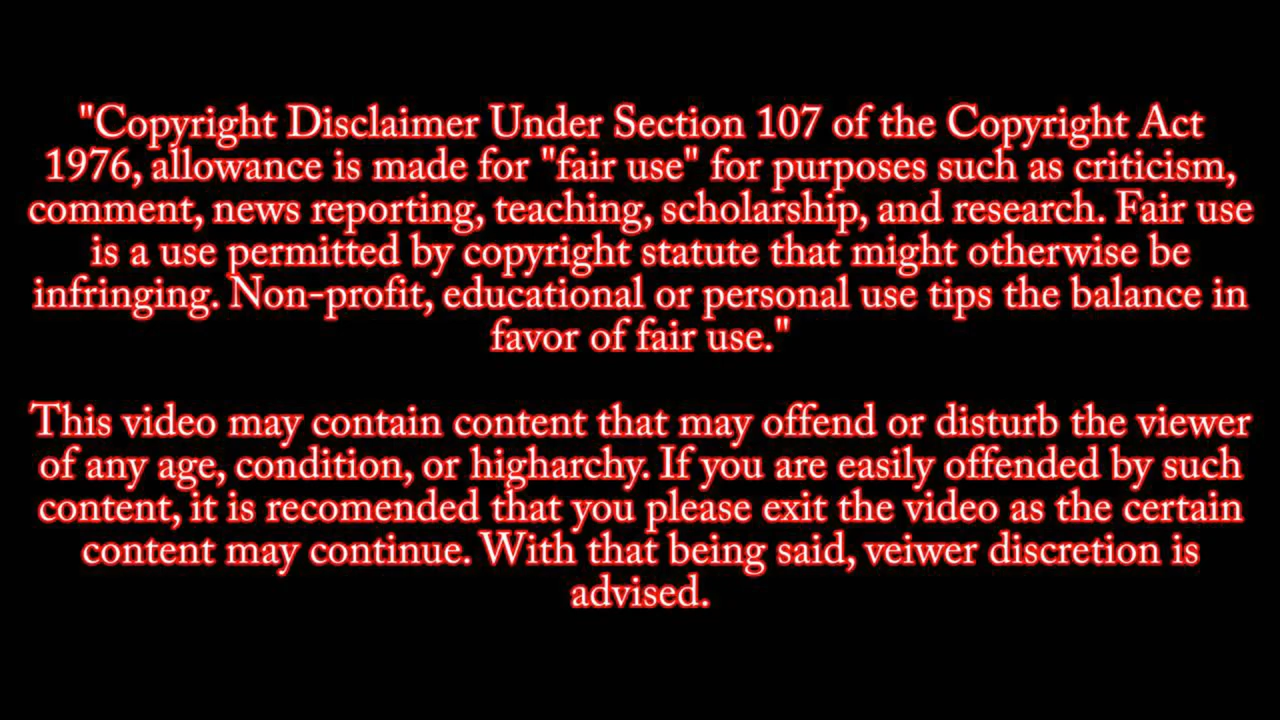 "Copyright Disclaimer Under Section 107 of the Copyright Act
1976, allowance is made for "fair use" for purposes such as criticism,
comment, news reporting, teaching, scholarship, and research. Fair use
is a use permitted by copyright statute that might otherwise be
infringing. Non-profit, educational or personal use tips the balance in
favor of fair use."
This video may contain content that may offend or disturb the viewer
of any age, condition, or higharchy. If you are easily offended by such
content, it is recomended that you please exit the video as the certain
content may continue. With that being said, veiwer discretion is
advised.